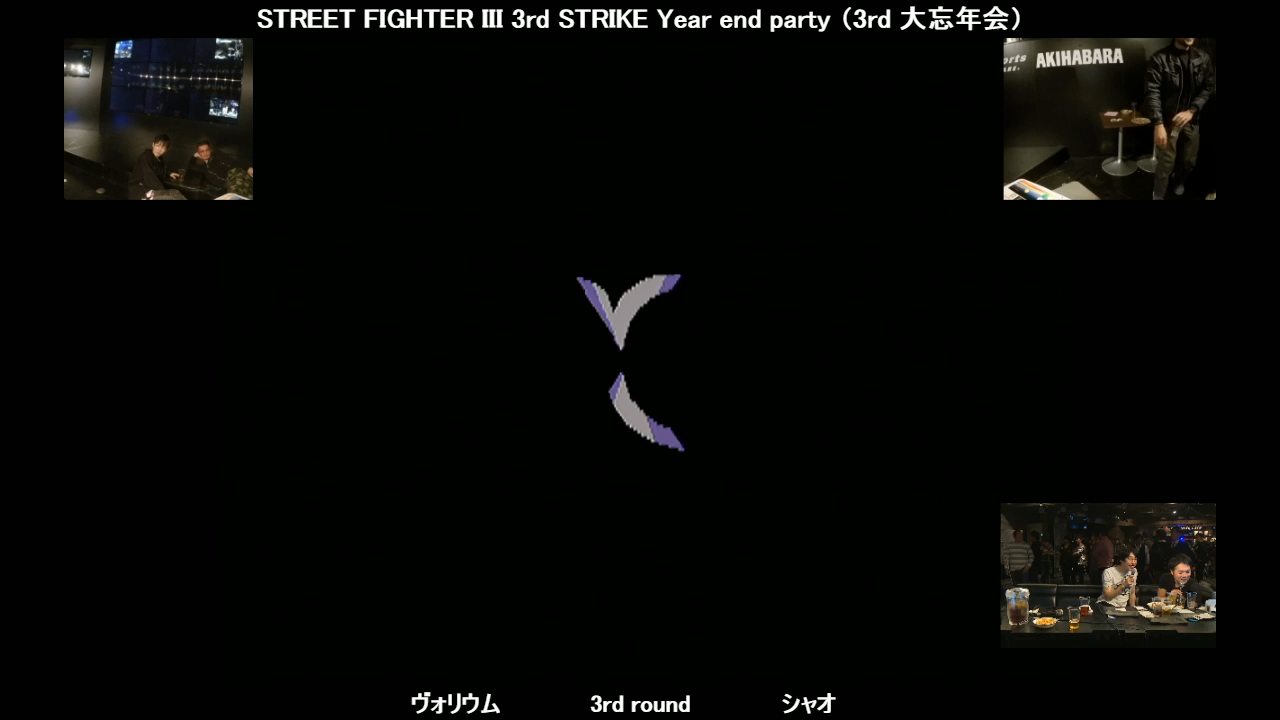 STREET FIGHTER III 3rd STRIKE Year end party（3rd 大忘年会）
AKIHABARA
ヴォリウム 3rd round シャオ